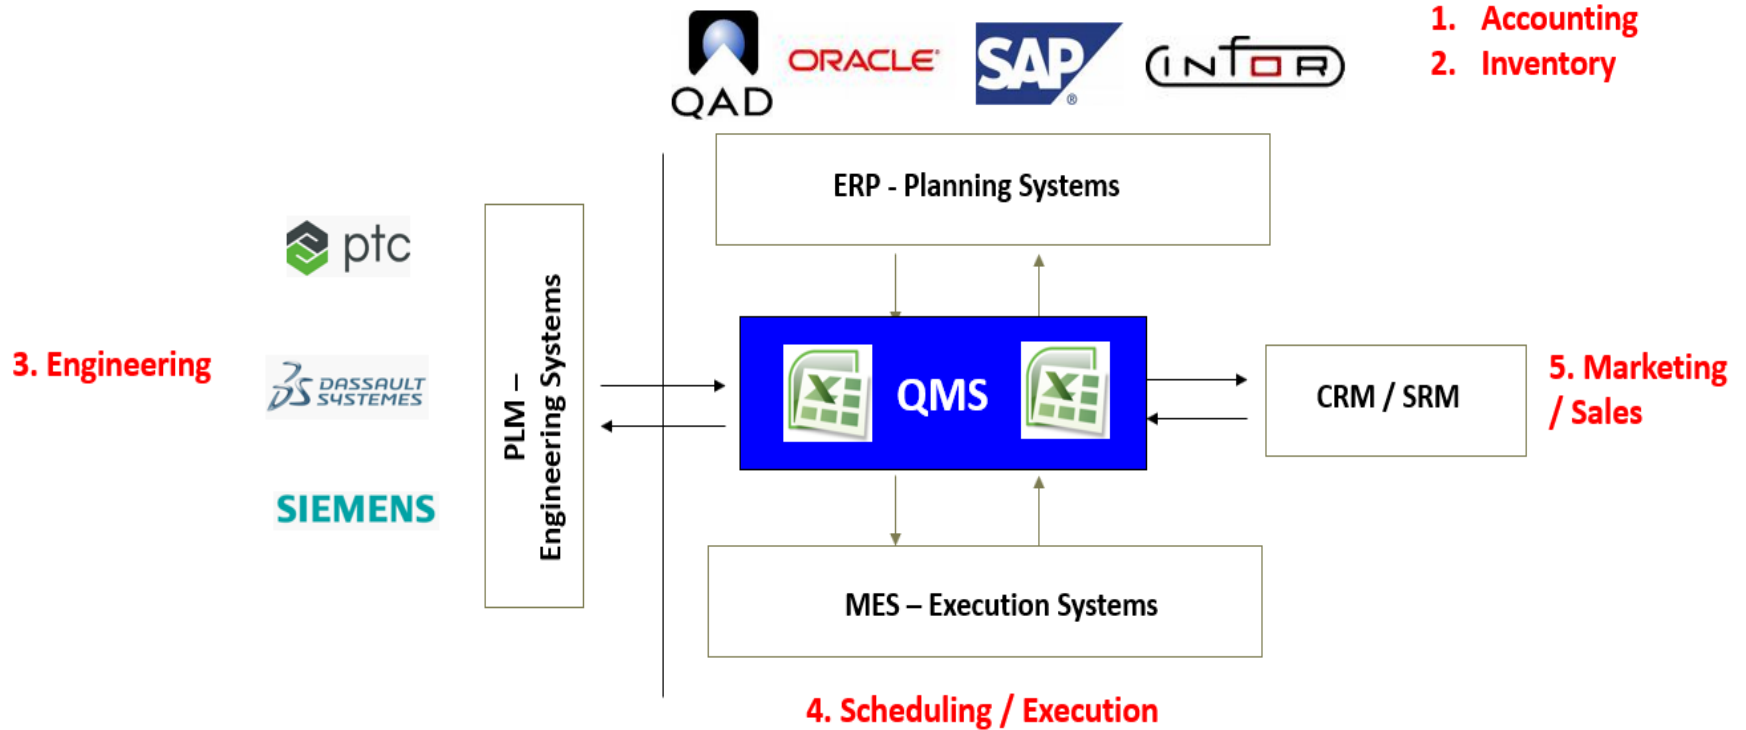 1. Accounting
2. Inventory
QAD
ORACLE
SAP
infor
ERP - Planning Systems
ptc
3. Engineering
DASSAULT
SYSTEMES
SIEMENS
PLM –
Engineering Systems
QMS
CRM / SRM
5. Marketing
/ Sales
MES – Execution Systems
4. Scheduling / Execution